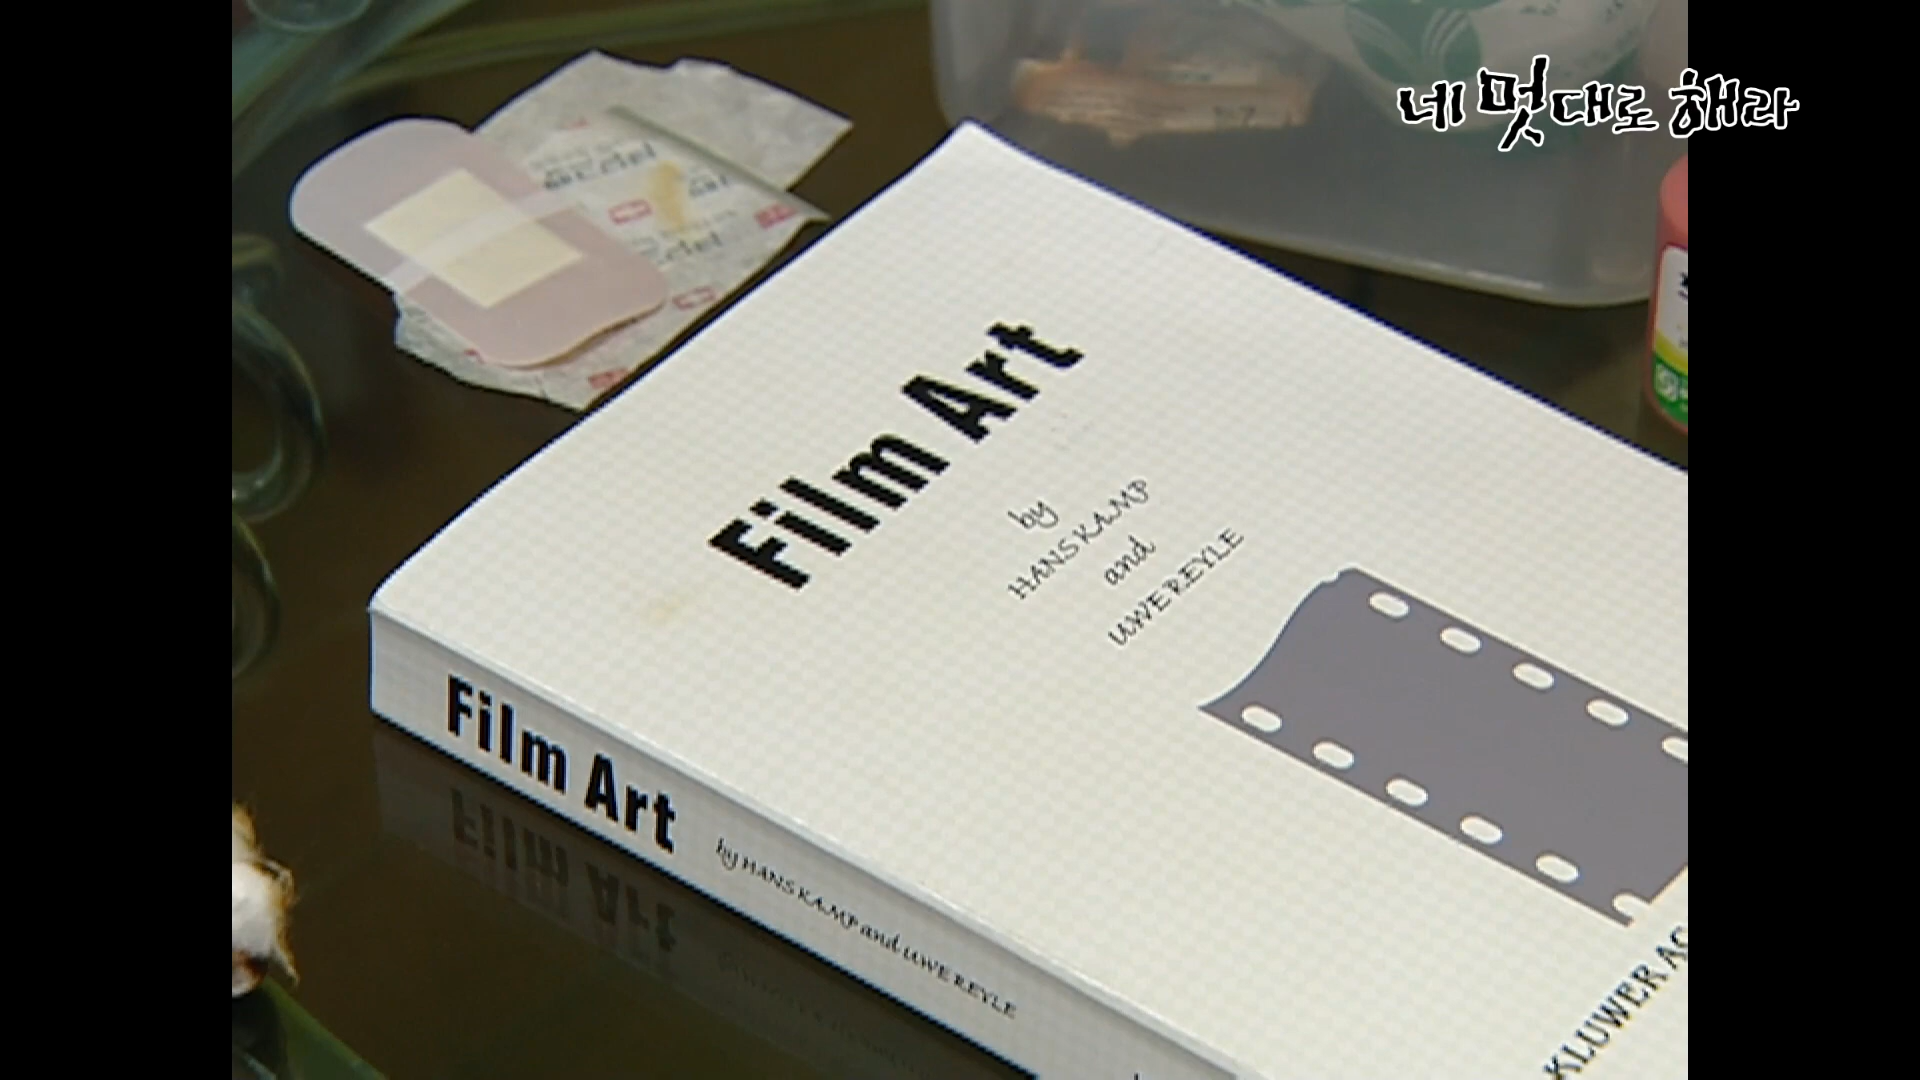 네 멋대로 해라
Film Art
by
HANS KAMP
and
UWE REYLE
KLUWER AC
Film Art by HANS KAMP and UWE REYLE